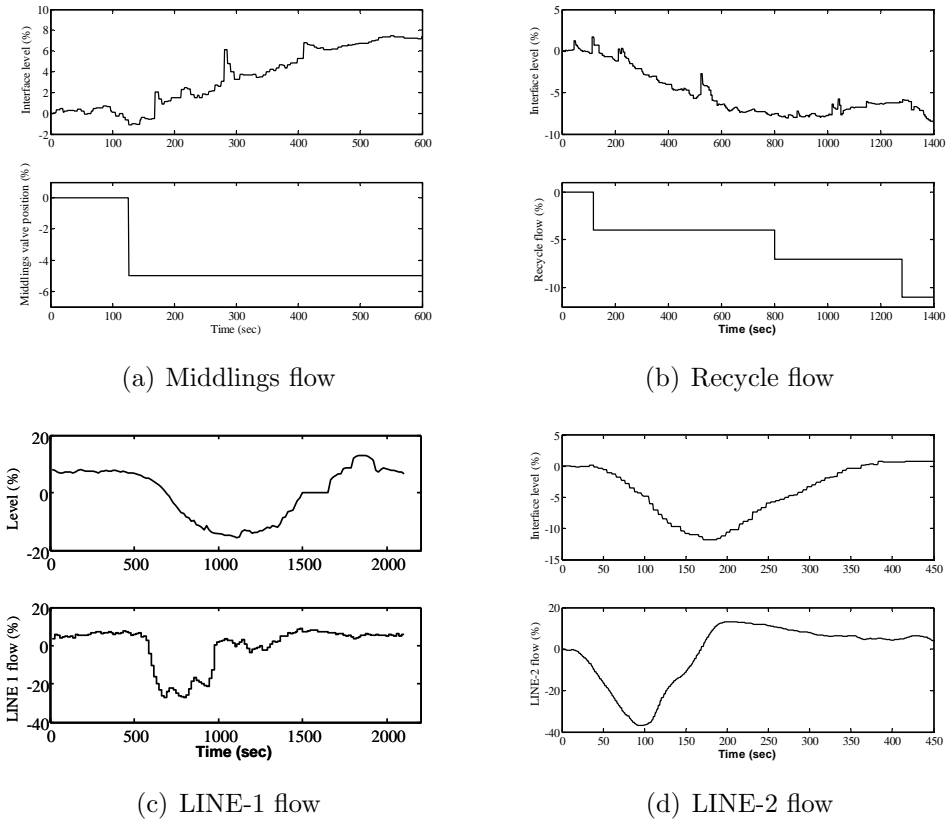 Interface level (%)
8
6
4
2
0
-2
0 100 200 300 400 500 600
Middlings valve position (%)
0
-2
-4
-6
0 100 200 300 400 500 600
Time (sec)
(a) Middlings flow
Interface level (%)
5
0
-5
-10
0 200 400 600 800 1000 1200 1400
Recycle flow (%)
0
-5
-10
0 200 400 600 800 1000 1200 1400
Time (sec)
(b) Recycle flow
Level (%)
20
0
-20
0 500 1000 1500 2000
LINE 1 flow (%)
20
0
-20
-40
0 500 1000 1500 2000
Time (sec)
(c) LINE-1 flow
Interface level (%)
5
0
-5
-10
-15
0 50 100 150 200 250 300 350 400 450
LINE-2 flow (%)
20
0
-20
-40
0 50 100 150 200 250 300 350 400 450
Time (sec)
(d) LINE-2 flow